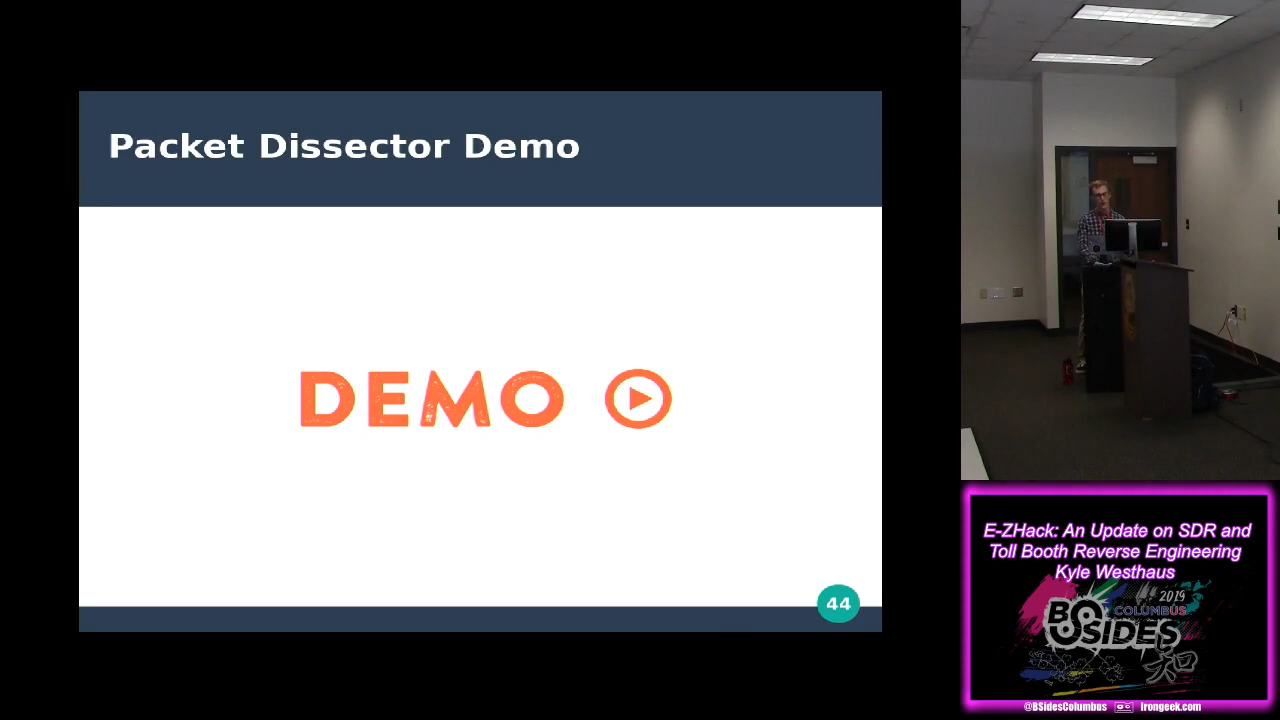 Packet Dissector Demo
DEMO
44
E-ZHack: An Update on SDR and
Toll Booth Reverse Engineering
Kyle Westhaus
2019
COLUMBUS
BSIDES
知
@BSidesColumbus
Irongeek.com